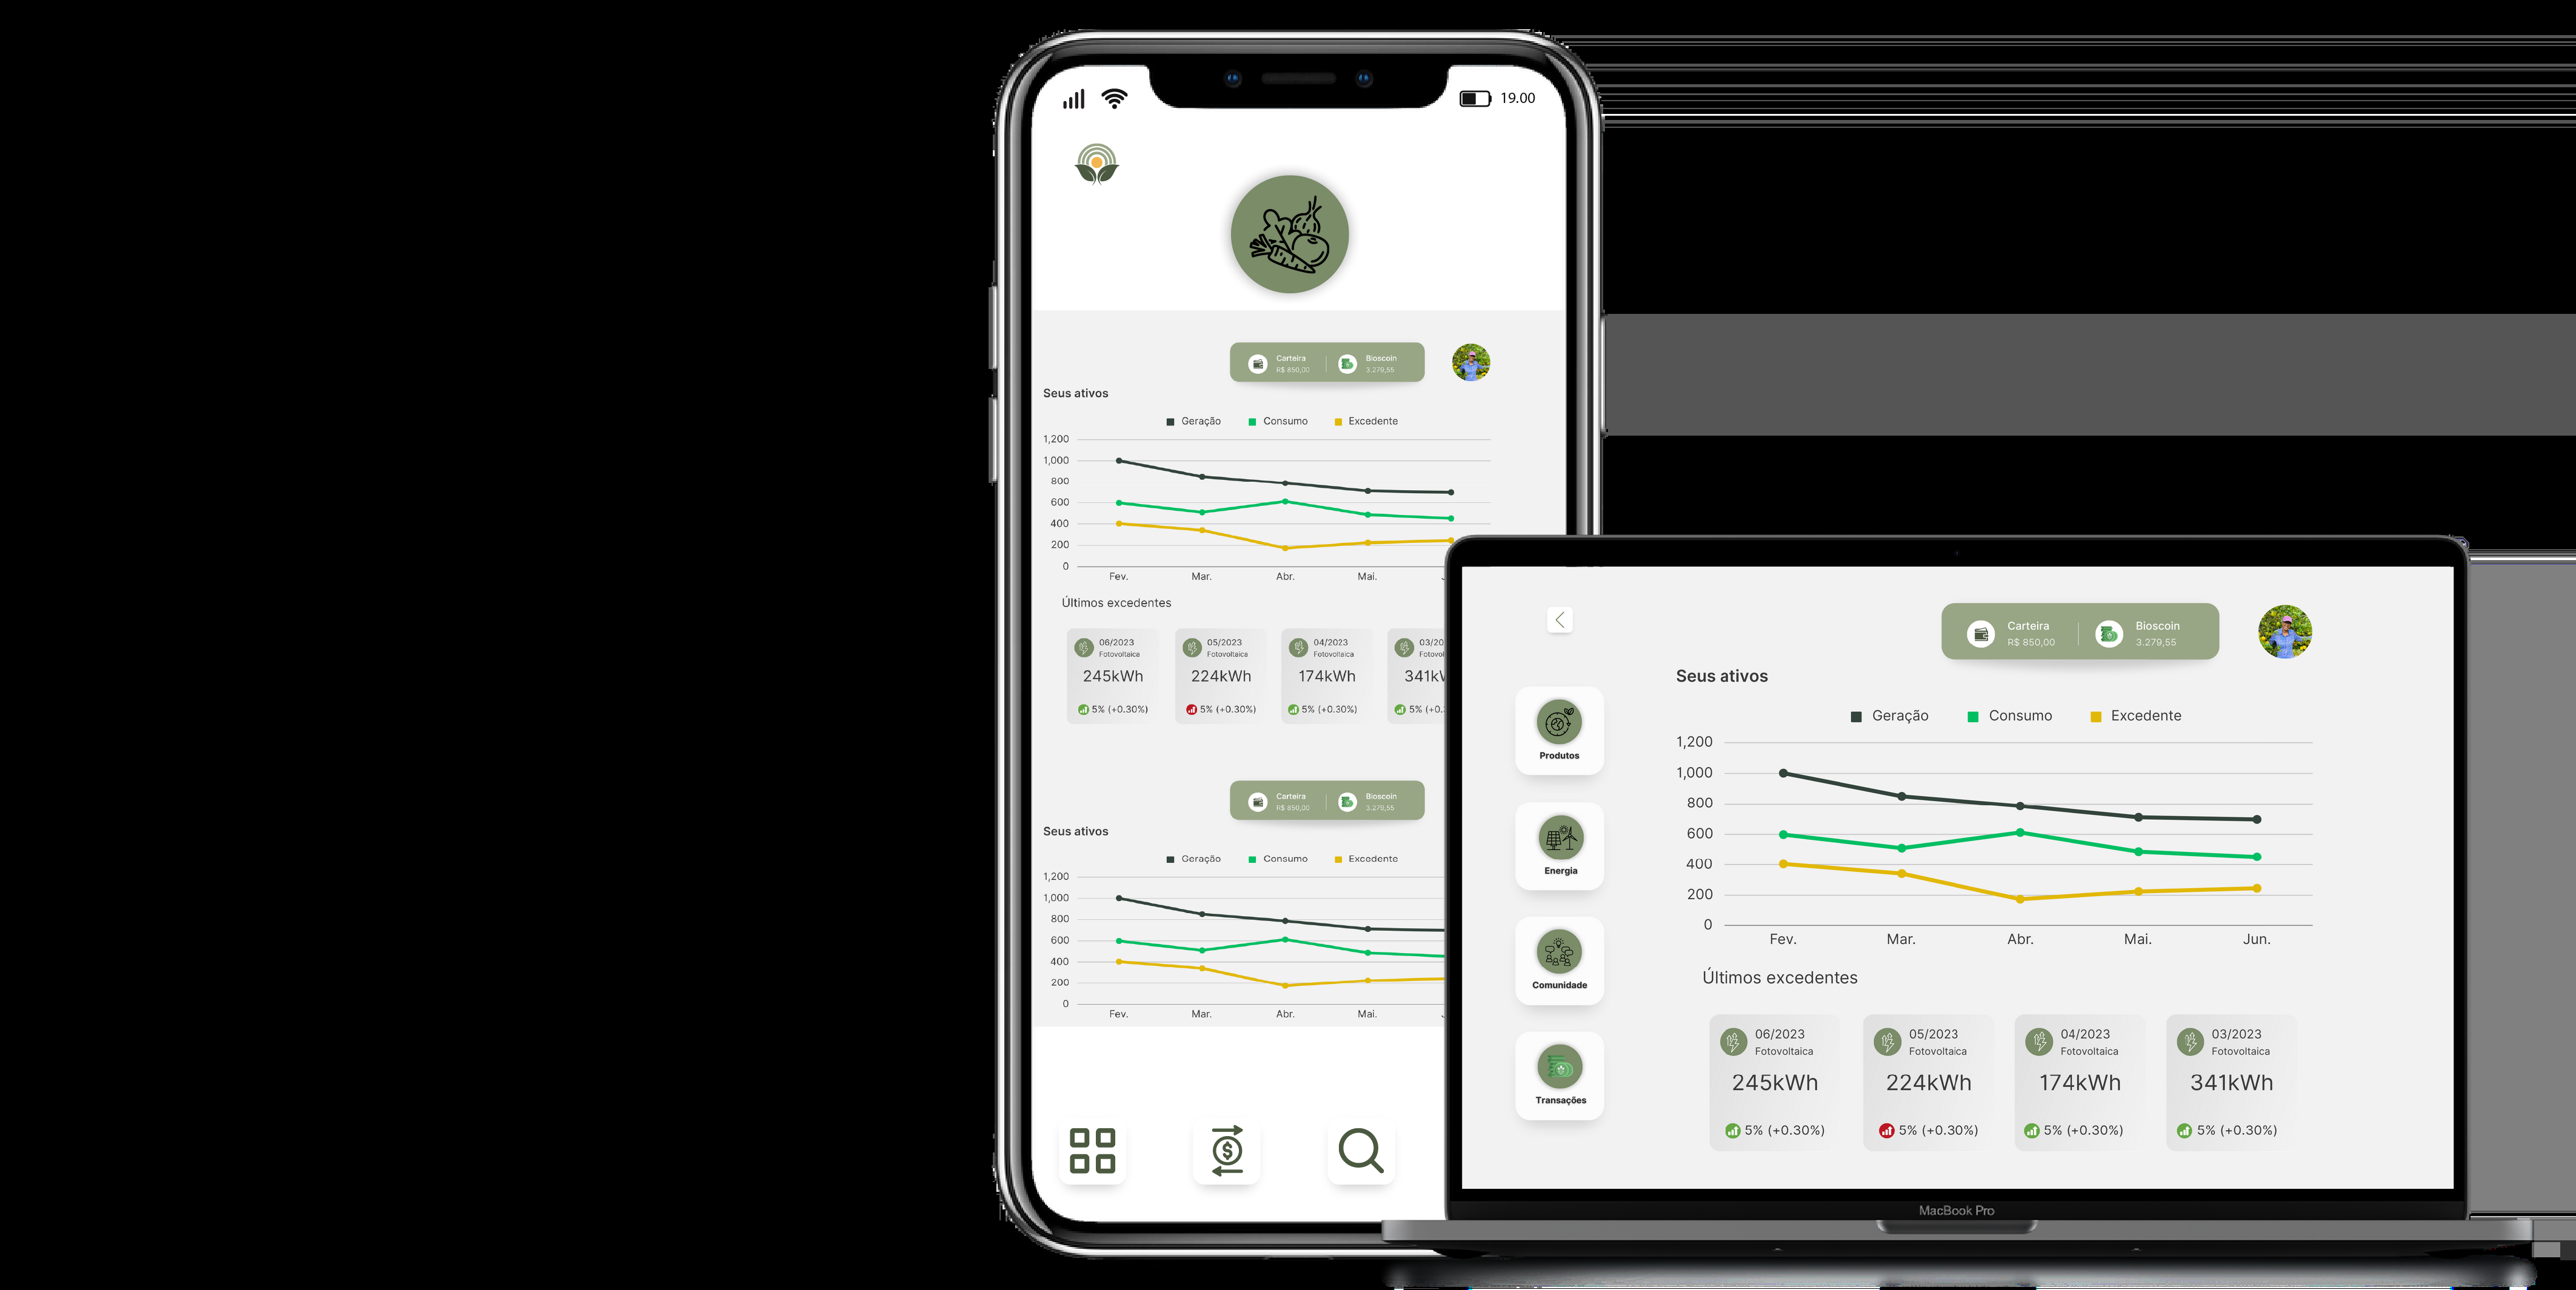 19.00
Carteira Bioscoin
R$ 850,00 3.279,55
Seus ativos
Geração Consumo Excedente
1,200
1,000
800
600
400
200
0
Fev. Mar. Abr. Mai.
Últimos excedentes
06/2023 05/2023 04/2023 03/20
Fotovoltaica Fotovoltaica Fotovoltaica Fotovol
245kWh 224kWh 174kWh 341kW
5% (+0.30%) 5% (+0.30%) 5% (+0.30%) 5% (+0.
Carteira Bioscoin
R$ 850,00 3.279,55
Seus ativos
Geração Consumo Excedente
1,200
1,000
800
600
400
200
0
Fev. Mar. Abr. Mai.
Carteira Bioscoin
R$ 850,00 3.279,55
Seus ativos
Geração Consumo Excedente
1,200
1,000
800
600
400
200
0
Fev. Mar. Abr. Mai. Jun.
Últimos excedentes
06/2023 05/2023 04/2023 03/2023
Fotovoltaica Fotovoltaica Fotovoltaica Fotovoltaica
245kWh 224kWh 174kWh 341kWh
5% (+0.30%) 5% (+0.30%) 5% (+0.30%) 5% (+0.30%)
Produtos
Energia
Comunidade
Transações
MacBook Pro